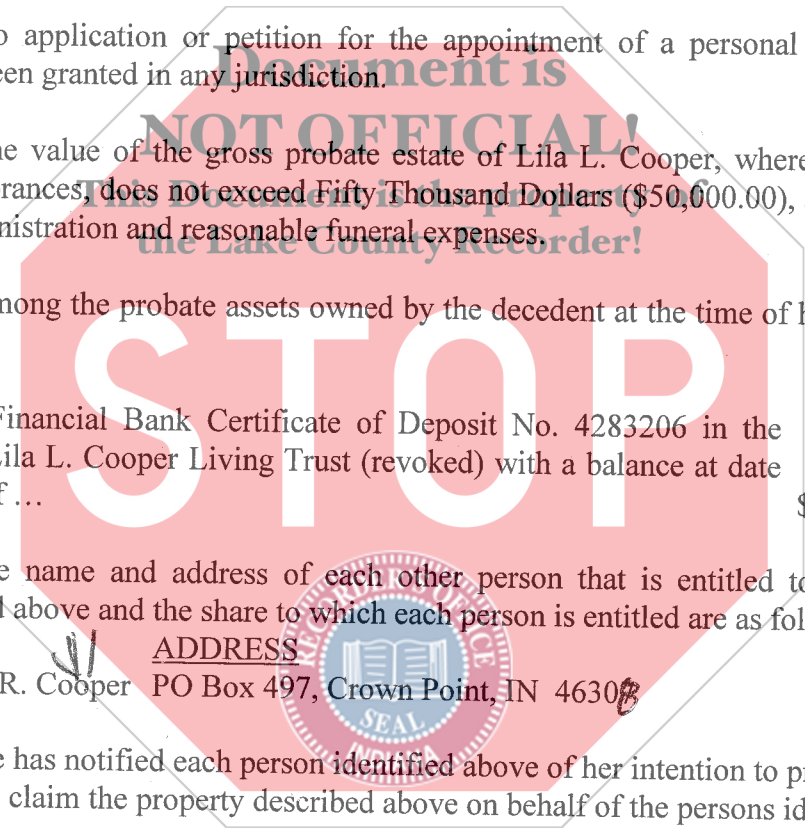 o application or petition for the appointment of a personal
een granted in any jurisdiction.
Document is
NOT OFFICIAL!
This Document is the property of
the Lake County Recorder!
ne value of the gross probate estate of Lila L. Cooper, where
rances, does not exceed Fifty Thousand Dollars ($50,000.00),
nistration and reasonable funeral expenses.
mong the probate assets owned by the decedent at the time of h
STOP
Financial Bank Certificate of Deposit No. 4283206 in the
Lila L. Cooper Living Trust (revoked) with a balance at date
f ...
$
e name and address of each other person that is entitled to
d above and the share to which each person is entitled are as fol
ADDRESS
R. Cooper PO Box 497, Crown Point, IN 46308
RECORDER'S OFFICE
SEAL
INDIANA
e has notified each person identified above of her intention to pr
claim the property described above on behalf of the persons id